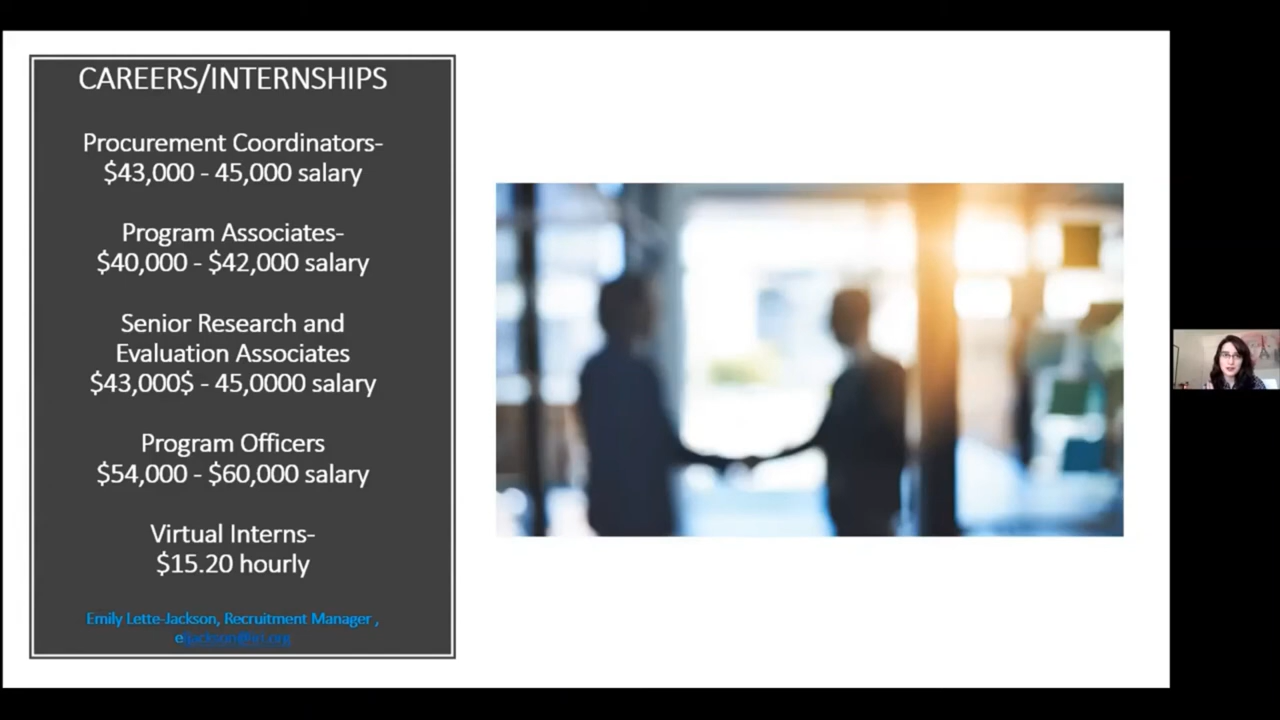 CAREERS/INTERNSHIPS
Procurement Coordinators-
$43,000 - 45,000 salary
Program Associates-
$40,000 - $42,000 salary
Senior Research and
Evaluation Associates
$43,000$ - 45,0000 salary
Program Officers
$54,000 - $60,000 salary
Virtual Interns-
$15.20 hourly
Emily Lette-Jackson, Recruitment Manager ,